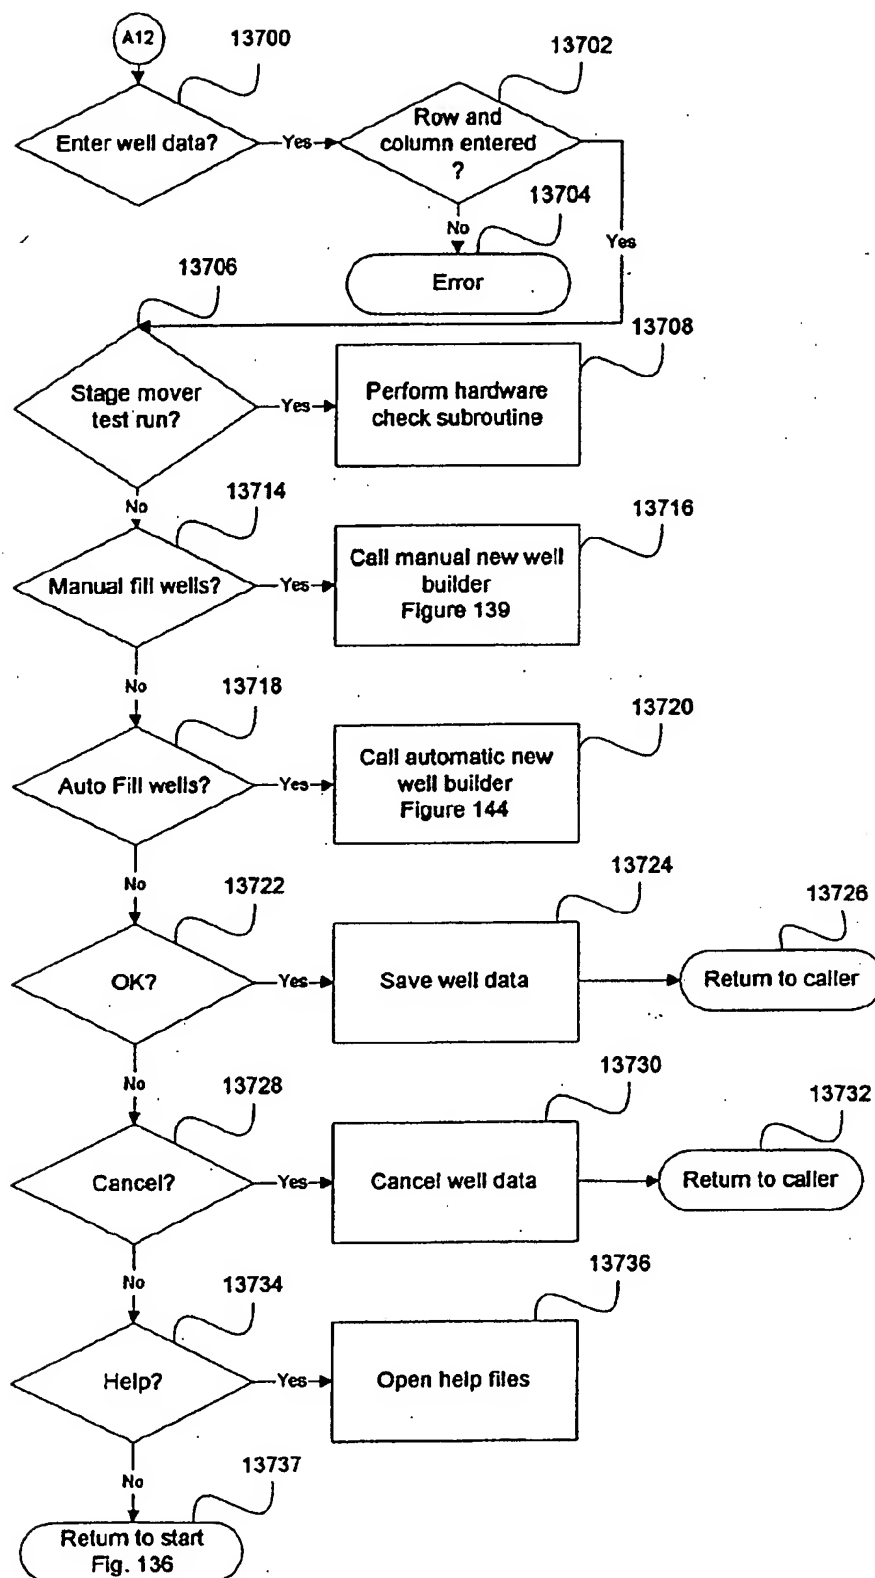 A12
13700
13702
Enter well data?
Yes
Row and
column entered
?
13704
No
Yes
Error
13706
13708
Stage mover
test run?
Yes
Perform hardware
check subroutine
No
13714
13716
Manual fill wells?
Yes
Call manual new well
builder
Figure 139
No
13718
13720
Auto Fill wells?
Yes
Call automatic new
well builder
Figure 144
No
13722
13724
13726
OK?
Yes
Save well data
Return to caller
No
13728
13730
13732
Cancel?
Yes
Cancel well data
Return to caller
No
13734
13736
Help?
Yes
Open help files
No
13737
Return to start
Fig. 136